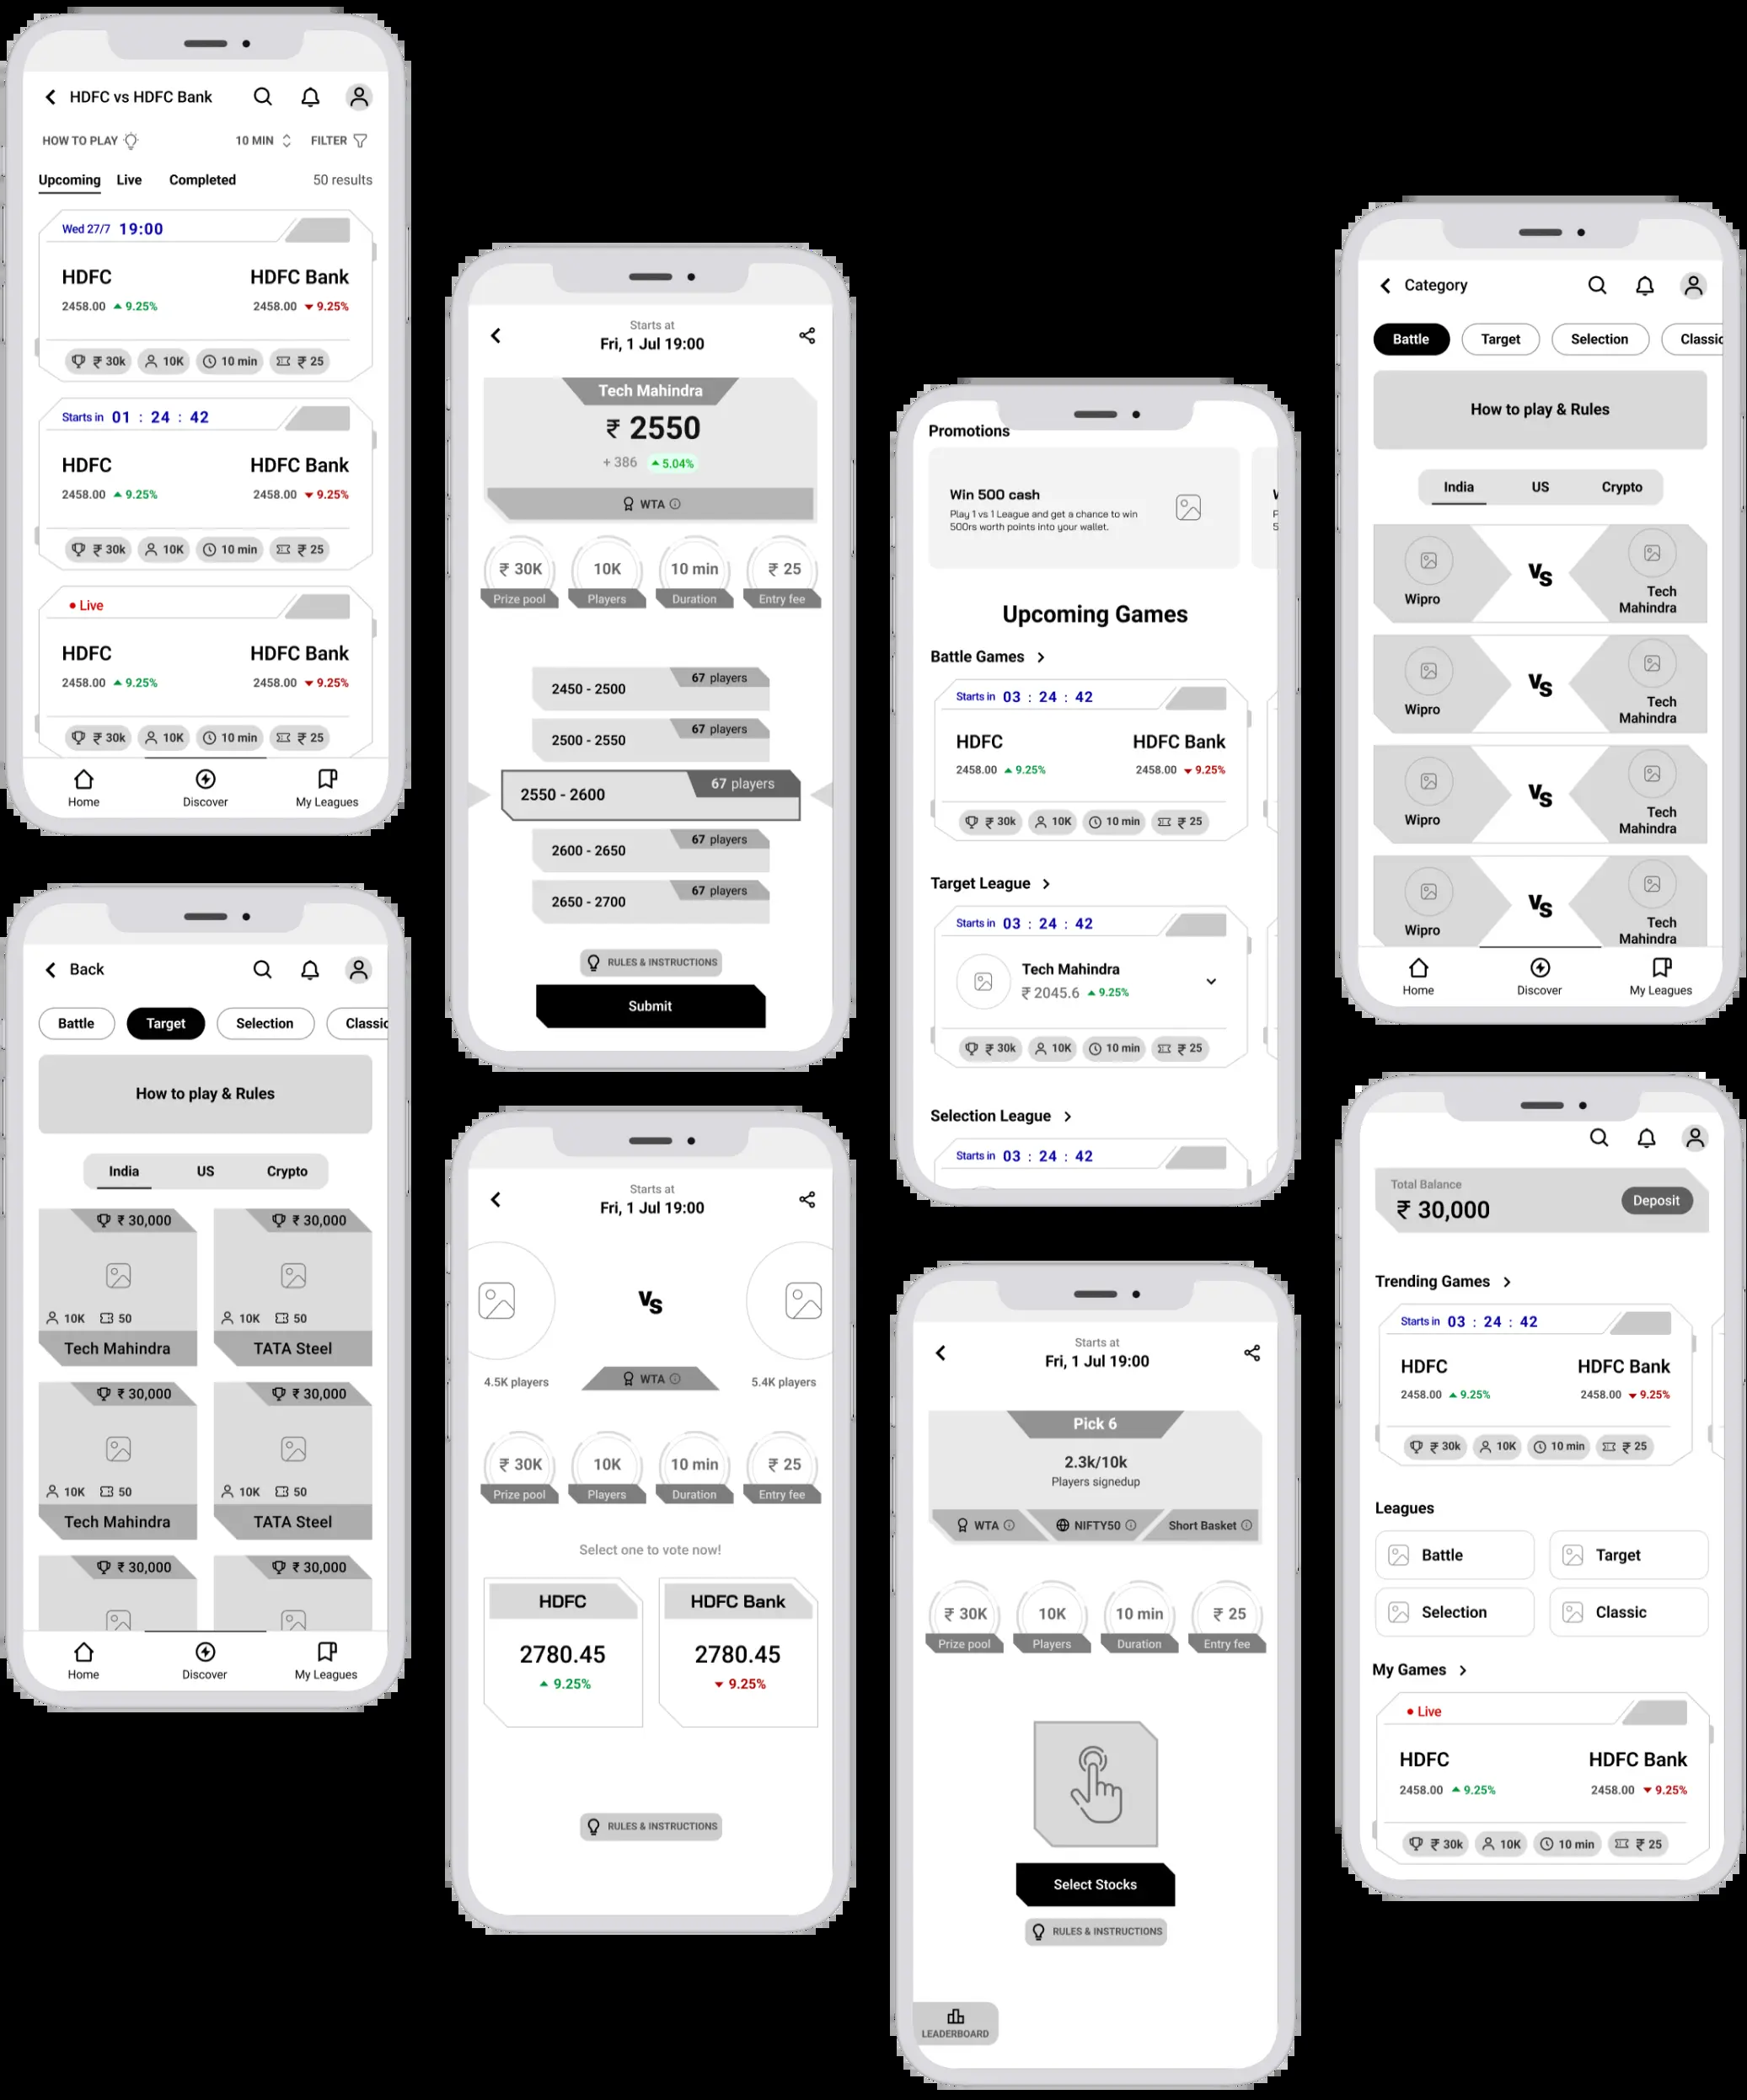 HDFC vs HDFC Bank
HOW TO PLAY 10 MIN FILTER
Upcoming Live Completed 50 results
Wed 27/7 19:00
HDFC HDFC Bank
2458.00 9.25% 2458.00 9.25%
₹ 30k 10K 10 min ₹ 25
Starts in 01 : 24 : 42
HDFC HDFC Bank
2458.00 9.25% 2458.00 9.25%
₹ 30k 10K 10 min ₹ 25
Live
HDFC HDFC Bank
2458.00 9.25% 2458.00 9.25%
₹ 30k 10K 10 min ₹ 25
Home Discover My Leagues
Back
Battle Target Selection Classic
How to play & Rules
India US Crypto
₹ 30,000 ₹ 30,000
10K 50 10K 50
Tech Mahindra TATA Steel
₹ 30,000 ₹ 30,000
10K 50 10K 50
Tech Mahindra TATA Steel
₹ 30,000 ₹ 30,000
Home Discover My Leagues
Starts at
Fri, 1 Jul 19:00
Tech Mahindra
₹ 2550
+ 386 5.04%
WTA
₹ 30K 10K 10 min ₹ 25
Prize pool Players Duration Entry fee
2450 - 2500 67 players
2500 - 2550 67 players
2550 - 2600 67 players
2600 - 2650 67 players
2650 - 2700 67 players
RULES & INSTRUCTIONS
Submit
Starts at
Fri, 1 Jul 19:00
VS
4.5K players WTA 5.4K players
₹ 30K 10K 10 min ₹ 25
Prize pool Players Duration Entry fee
Select one to vote now!
HDFC HDFC Bank
2780.45 2780.45
9.25% 9.25%
RULES & INSTRUCTIONS
Promotions
Win 500 cash
Play 1 vs 1 League and get a chance to win
500rs worth points into your wallet.
Upcoming Games
Battle Games
Starts in 03 : 24 : 42
HDFC HDFC Bank
2458.00 9.25% 2458.00 9.25%
₹ 30k 10K 10 min ₹ 25
Target League
Starts in 03 : 24 : 42
Tech Mahindra
₹ 2045.6 9.25%
₹ 30k 10K 10 min ₹ 25
Selection League
Starts in 03 : 24 : 42
Starts at
Fri, 1 Jul 19:00
Pick 6
2.3k/10k
Players signedup
WTA NIFTY50 Short Basket
₹ 30K 10K 10 min ₹ 25
Prize pool Players Duration Entry fee
Select Stocks
RULES & INSTRUCTIONS
LEADERBOARD
Category
Battle Target Selection Classic
How to play & Rules
India US Crypto
Wipro VS Tech
Mahindra
Wipro VS Tech
Mahindra
Wipro VS Tech
Mahindra
Wipro VS Tech
Mahindra
Home Discover My Leagues
Total Balance
₹ 30,000 Deposit
Trending Games
Starts in 03 : 24 : 42
HDFC HDFC Bank
2458.00 9.25% 2458.00 9.25%
₹ 30k 10K 10 min ₹ 25
Leagues
Battle Target
Selection Classic
My Games
Live
HDFC HDFC Bank
2458.00 9.25% 2458.00 9.25%
₹ 30k 10K 10 min ₹ 25